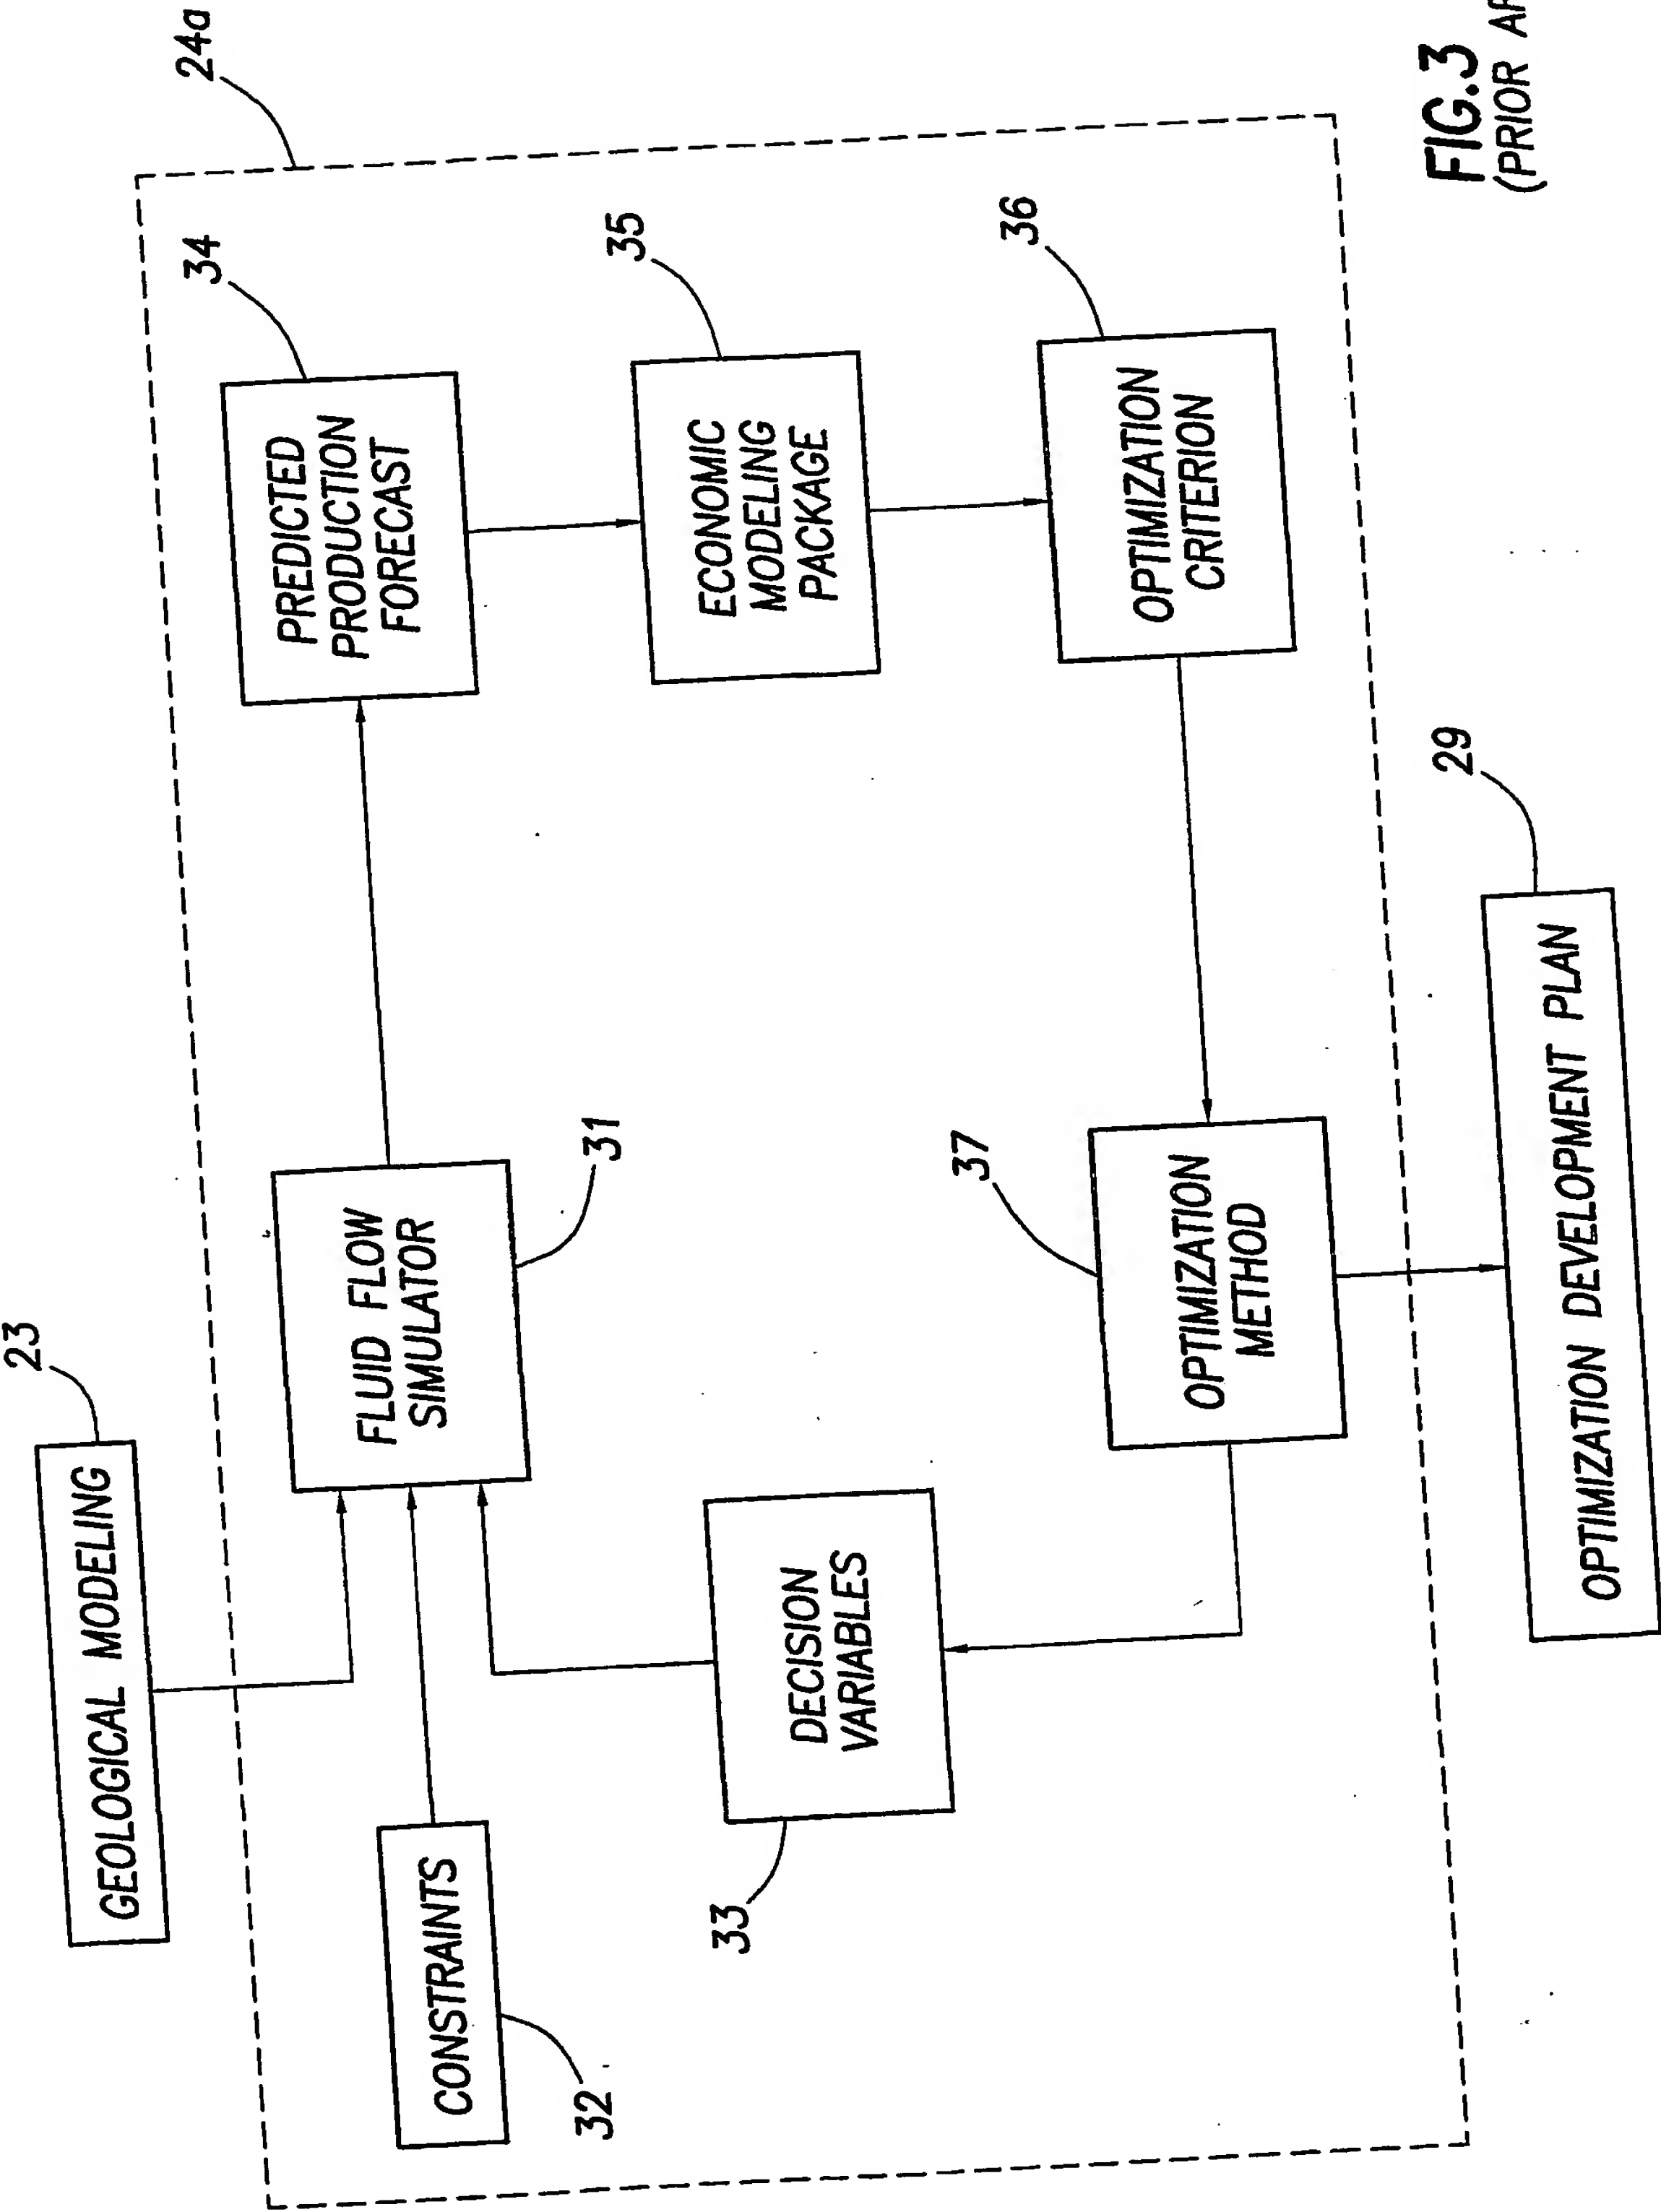 23
GEOLOGICAL MODELING
24a
CONSTRAINTS
32
FLUID FLOW
SIMULATOR
31
PREDICTED
PRODUCTION
FORECAST
34
DECISION
VARIABLES
33
ECONOMIC
MODELING
PACKAGE
35
OPTIMIZATION
METHOD
37
OPTIMIZATION
CRITERION
36
OPTIMIZATION DEVELOPMENT PLAN
29
FIG.3
(PRIOR